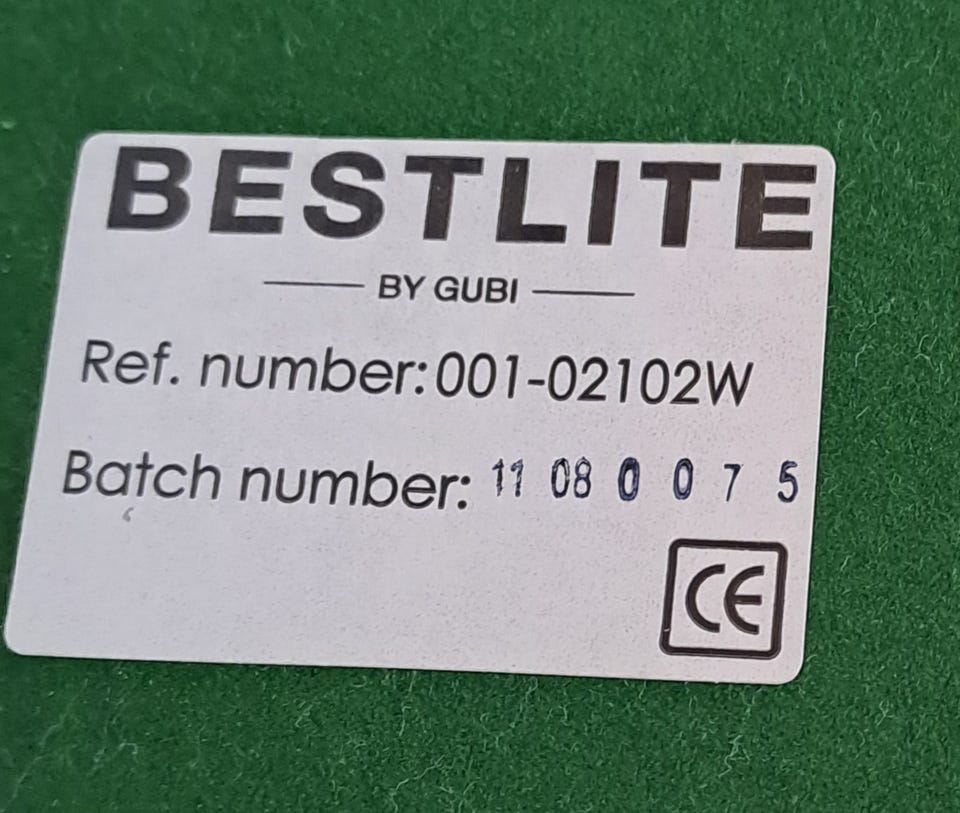 BESTLITE
BY GUBI
Ref. number:001-02102W
Batch number: 11 08 0 0 7 5
CE